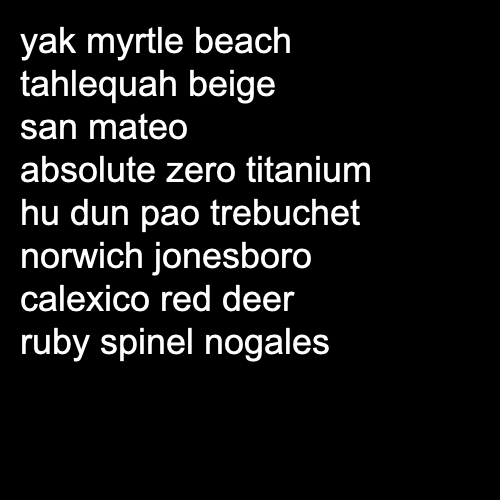 yak myrtle beach
tahlequah beige
san mateo
absolute zero titanium
hu dun pao trebuchet
norwich jonesboro
calexico red deer
ruby spinel nogales